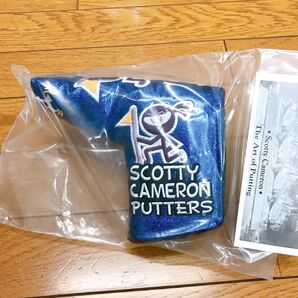 SCOTTY
CAMERON
PUTTERS
• Scotty Cameron •
The Art of Putting